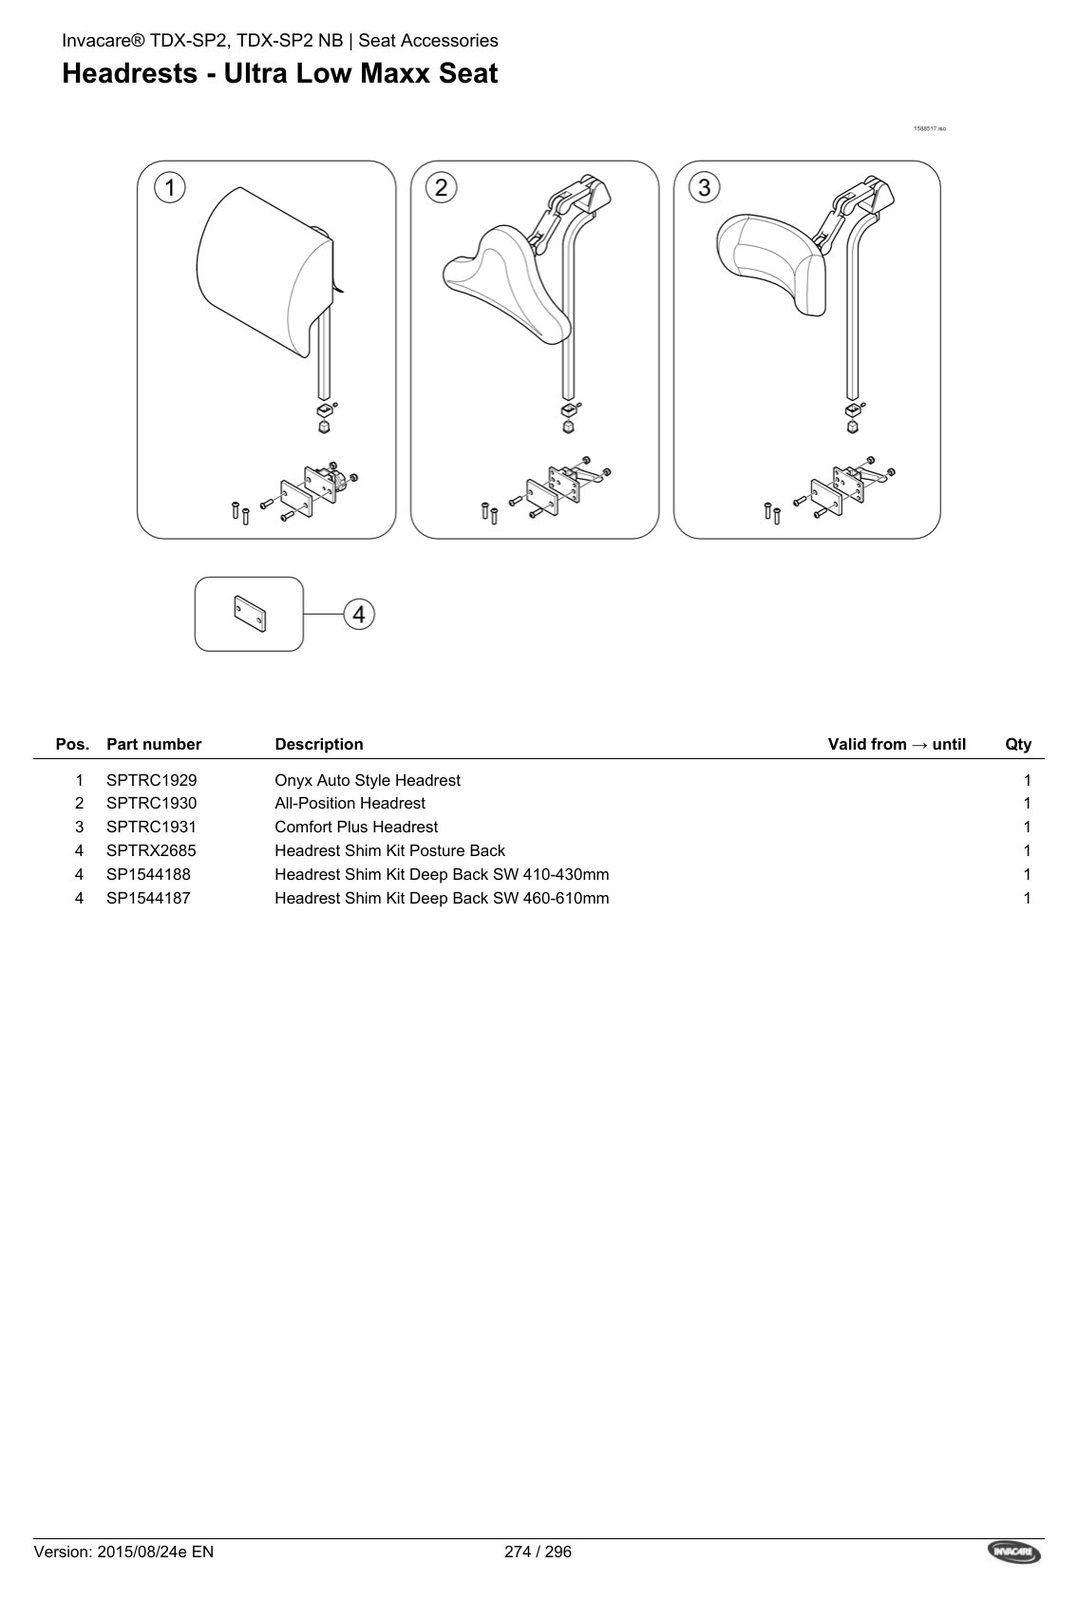 Invacare® TDX-SP2, TDX-SP2 NB | Seat Accessories
Headrests - Ultra Low Maxx Seat
1588517.iso
1 2 3
4
Pos. Part number Description Valid from → until Qty
1 SPTRC1929 Onyx Auto Style Headrest 1
2 SPTRC1930 All-Position Headrest 1
3 SPTRC1931 Comfort Plus Headrest 1
4 SPTRX2685 Headrest Shim Kit Posture Back 1
4 SP1544188 Headrest Shim Kit Deep Back SW 410-430mm 1
4 SP1544187 Headrest Shim Kit Deep Back SW 460-610mm 1
Version: 2015/08/24e EN 274 / 296 INVACARE